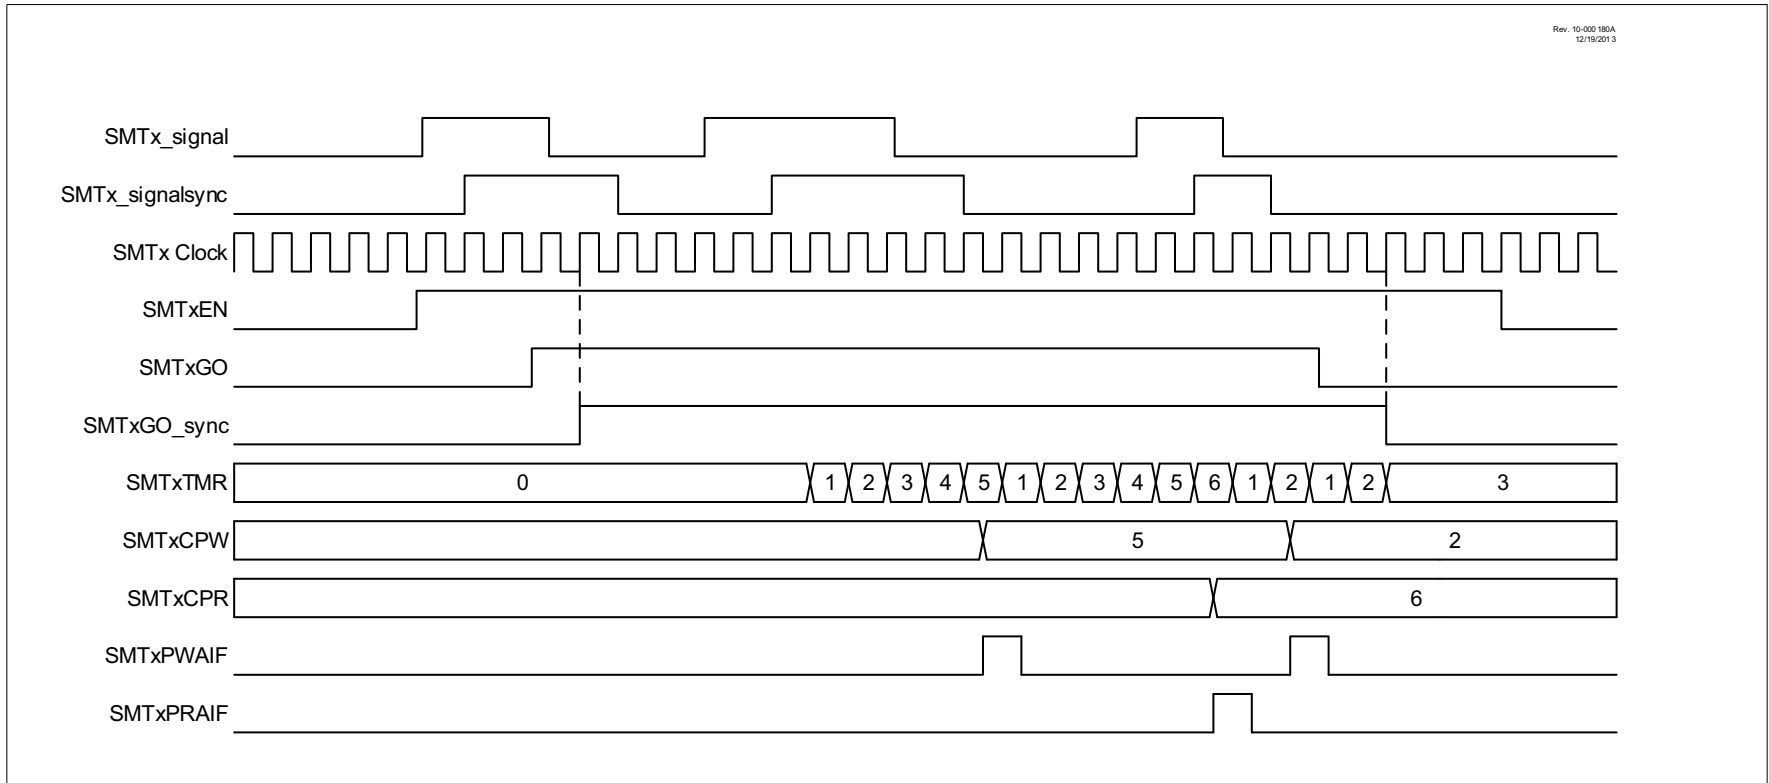 Rev. 10-000 180A
12/19/201 3
SMTx_signal
SMTx_signalsync
SMTx Clock
SMTxEN
SMTxGO
SMTxGO_sync
SMTxTMR 0 1 2 3 4 5 1 2 3 4 5 6 1 2 1 2 3
SMTxCPW 5 2
SMTxCPR 6
SMTxPWAIF
SMTxPRAIF